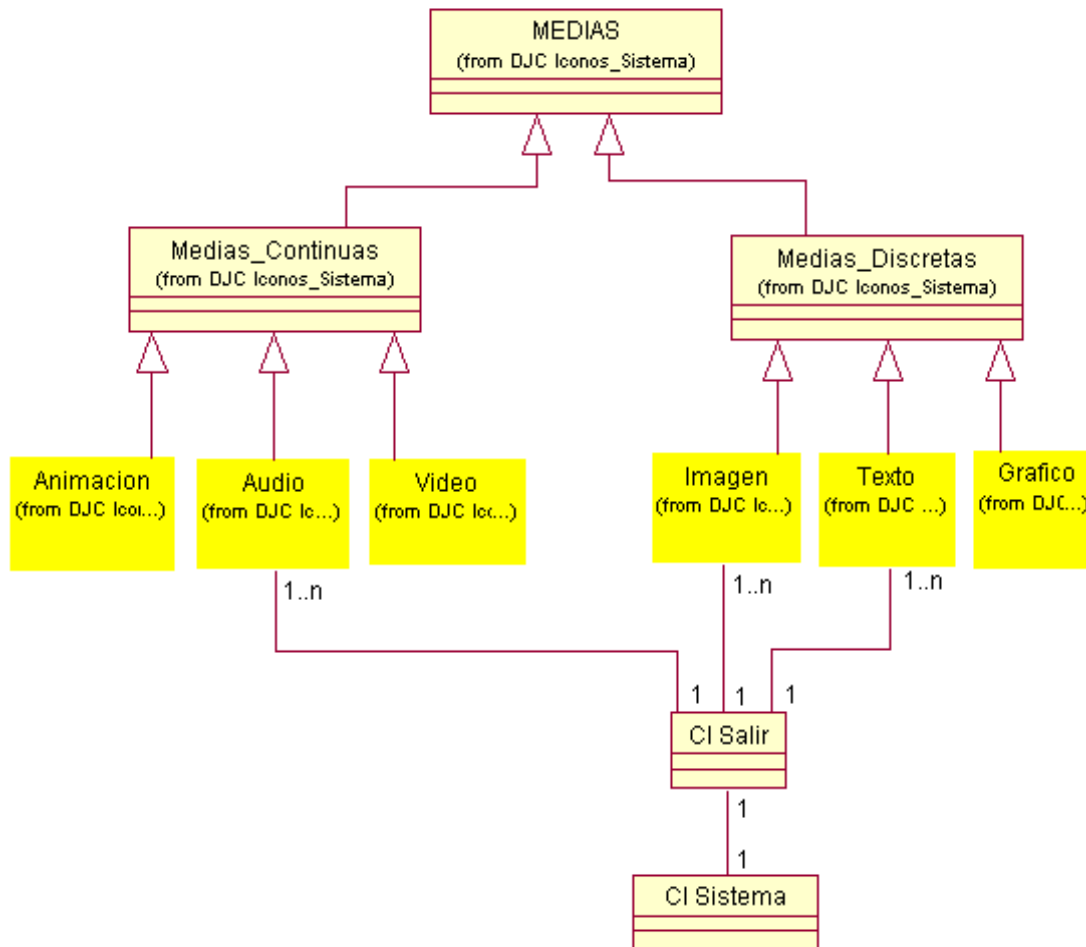 MEDIAS
(from DJC Iconos_Sistema)
Medias_Continuas
(from DJC Iconos_Sistema)
Medias_Discretas
(from DJC Iconos_Sistema)
Animacion
(from DJC Icon...)
Audio
(from DJC Ic...)
Video
(from DJC Ico...)
Imagen
(from DJC Ic...)
Texto
(from DJC ...)
Grafico
(from DJC...)
1..n
1..n
1..n
1
1
1
CI Salir
1
1
CI Sistema